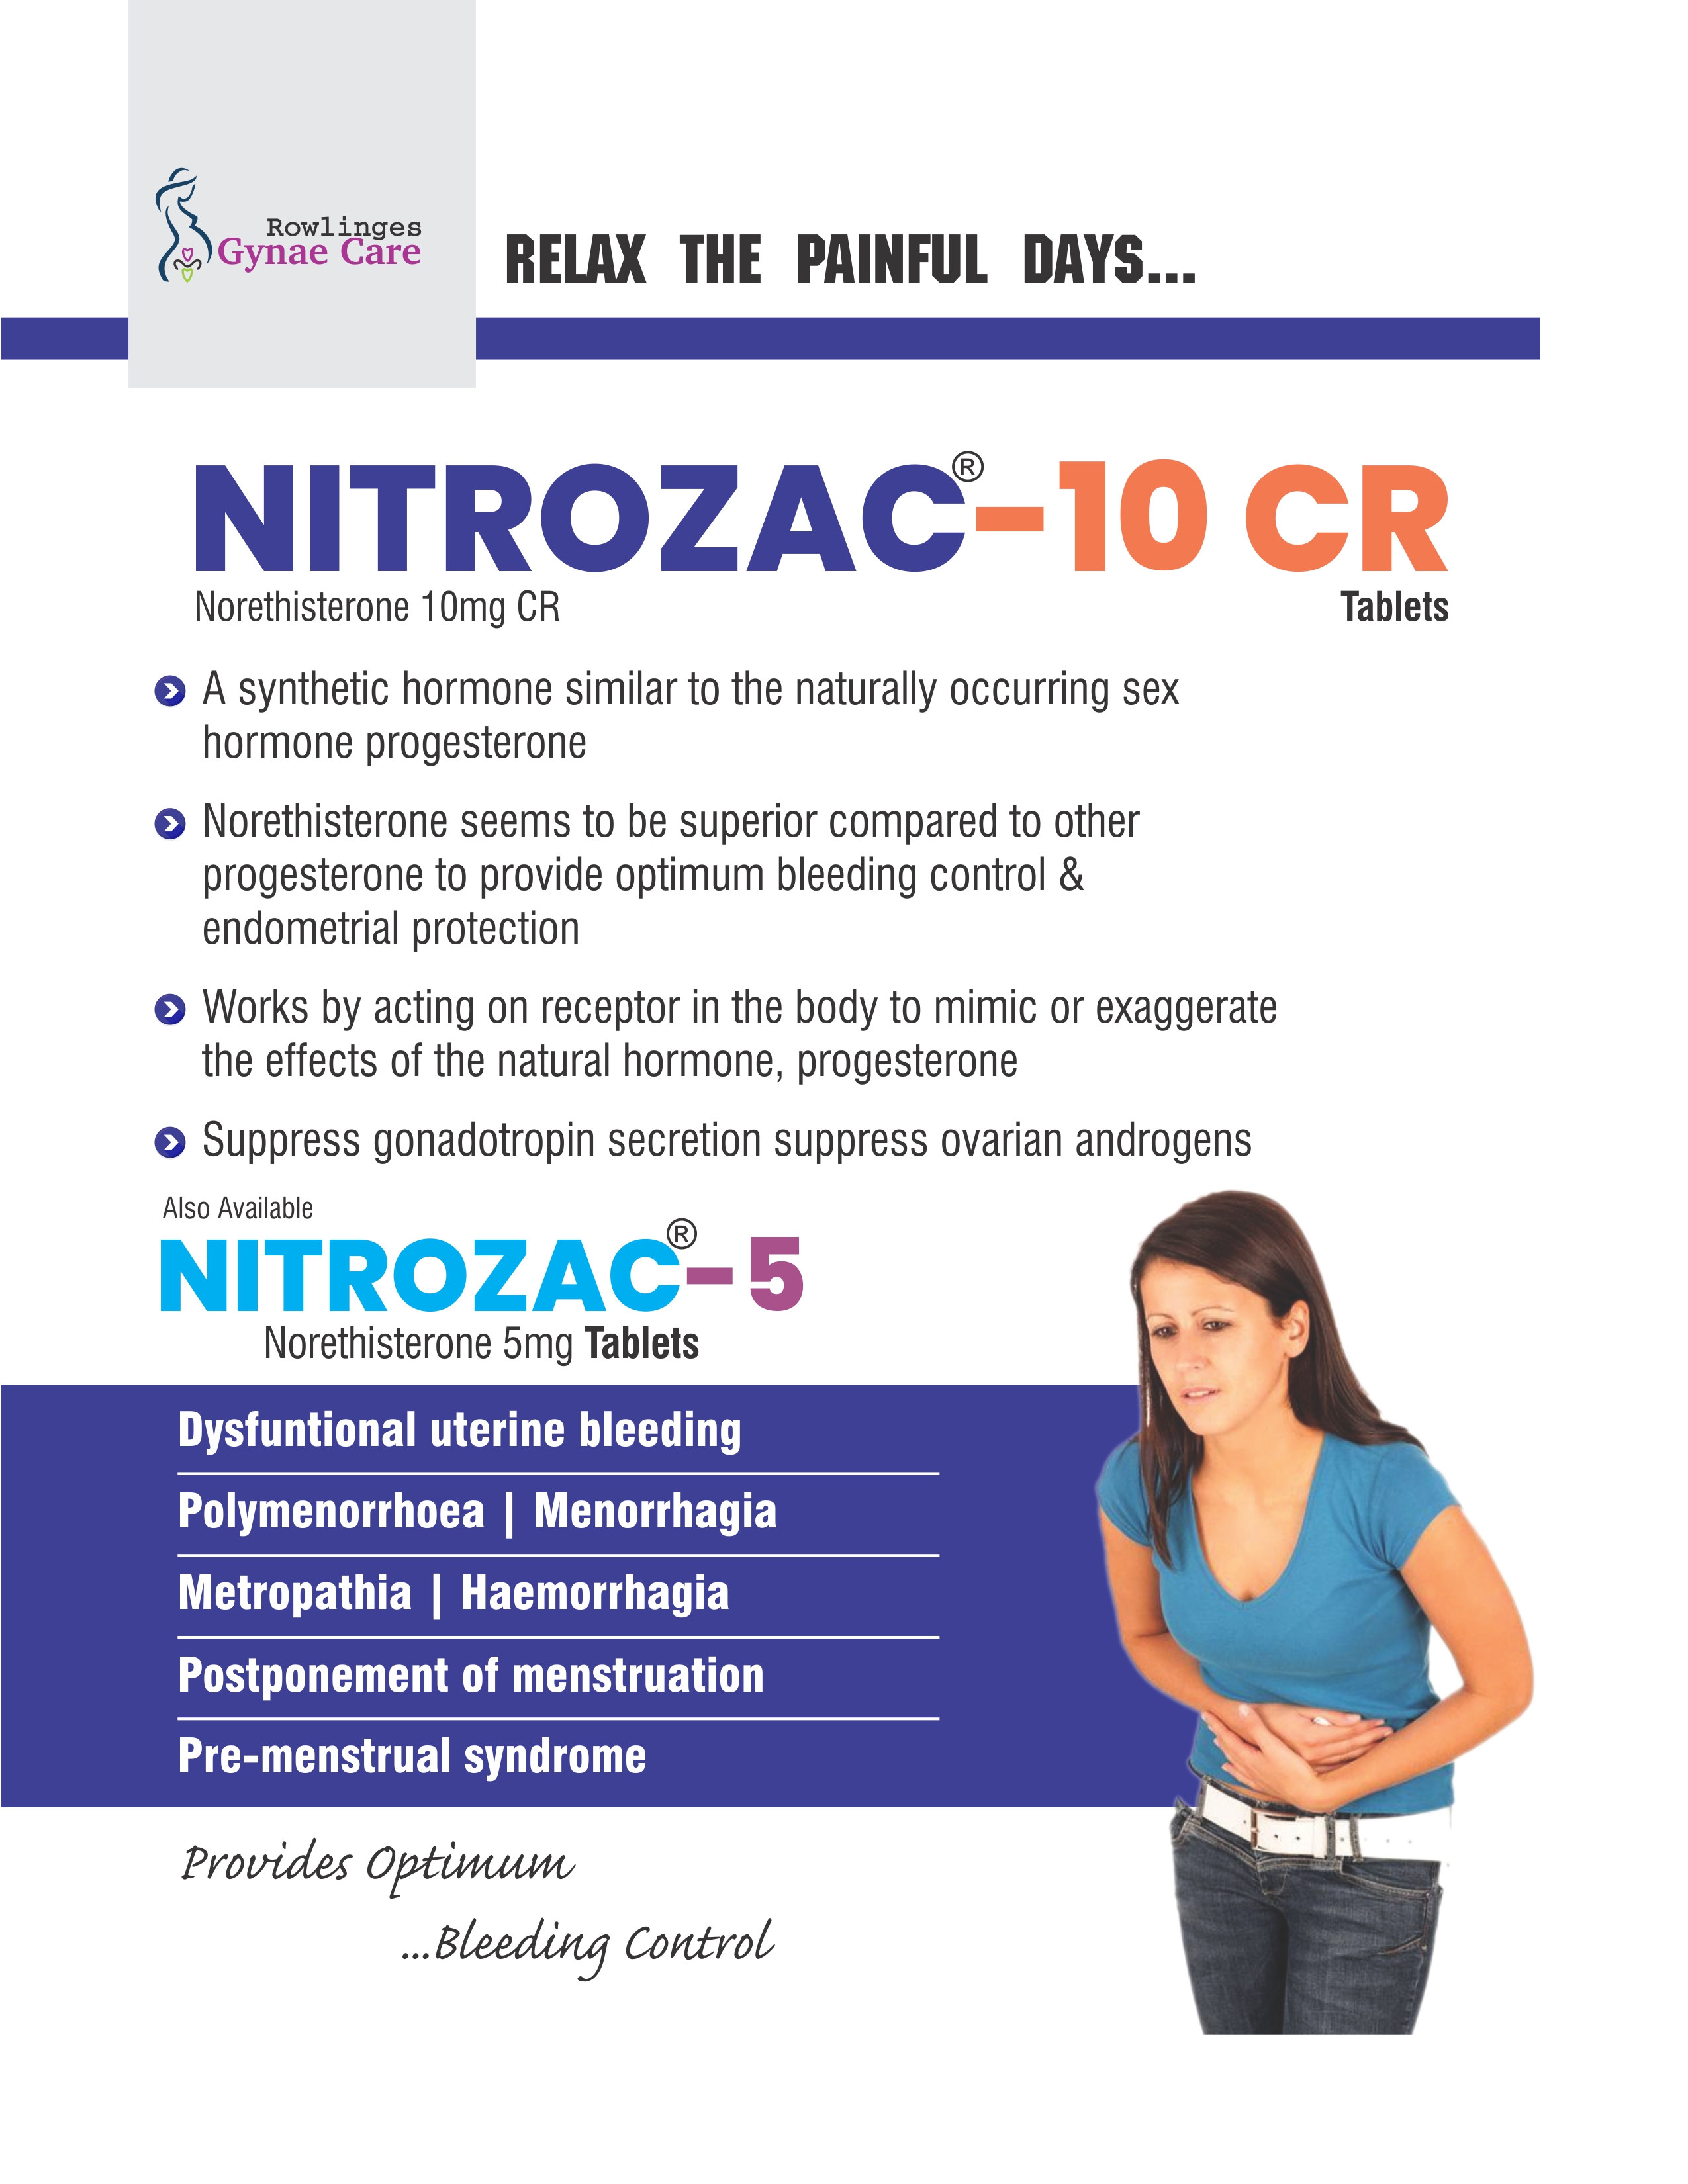 Rowlinges
Gynae Care
RELAX THE PAINFUL DAYS...
NITROZAC®-10 CR
Norethisterone 10mg CR
Tablets
A synthetic hormone similar to the naturally occurring sex
hormone progesterone
Norethisterone seems to be superior compared to other
progesterone to provide optimum bleeding control &
endometrial protection
Works by acting on receptor in the body to mimic or exaggerate
the effects of the natural hormone, progesterone
Suppress gonadotropin secretion suppress ovarian androgens
Also Available
NITROZAC®-5
Norethisterone 5mg Tablets
Dysfuntional uterine bleeding
Polymenorrhoea | Menorrhagia
Metropathia | Haemorrhagia
Postponement of menstruation
Pre-menstrual syndrome
Provides Optimum
...Bleeding Control